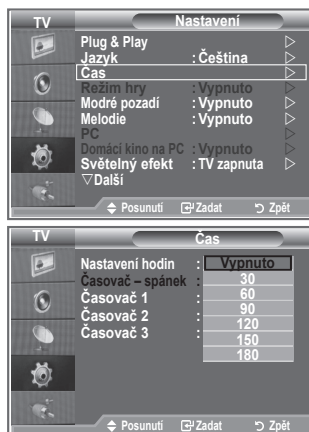 TV Nastavení
Plug & Play
Jazyk : Čeština
Čas
Režim hry : Vypnuto
Modré pozadí : Vypnuto
Melodie : Vypnuto
PC
Domácí kino na PC : Vypnuto
Světelný efekt : TV zapnuta
▽Další
Posunutí Zadat Zpět
TV Čas
Nastavení hodin : Vypnuto
Časovač – spánek : 30
Časovač 1 : 60
90
Časovač 2 : 120
Časovač 3 : 150
180
Posunutí Zadat Zpět